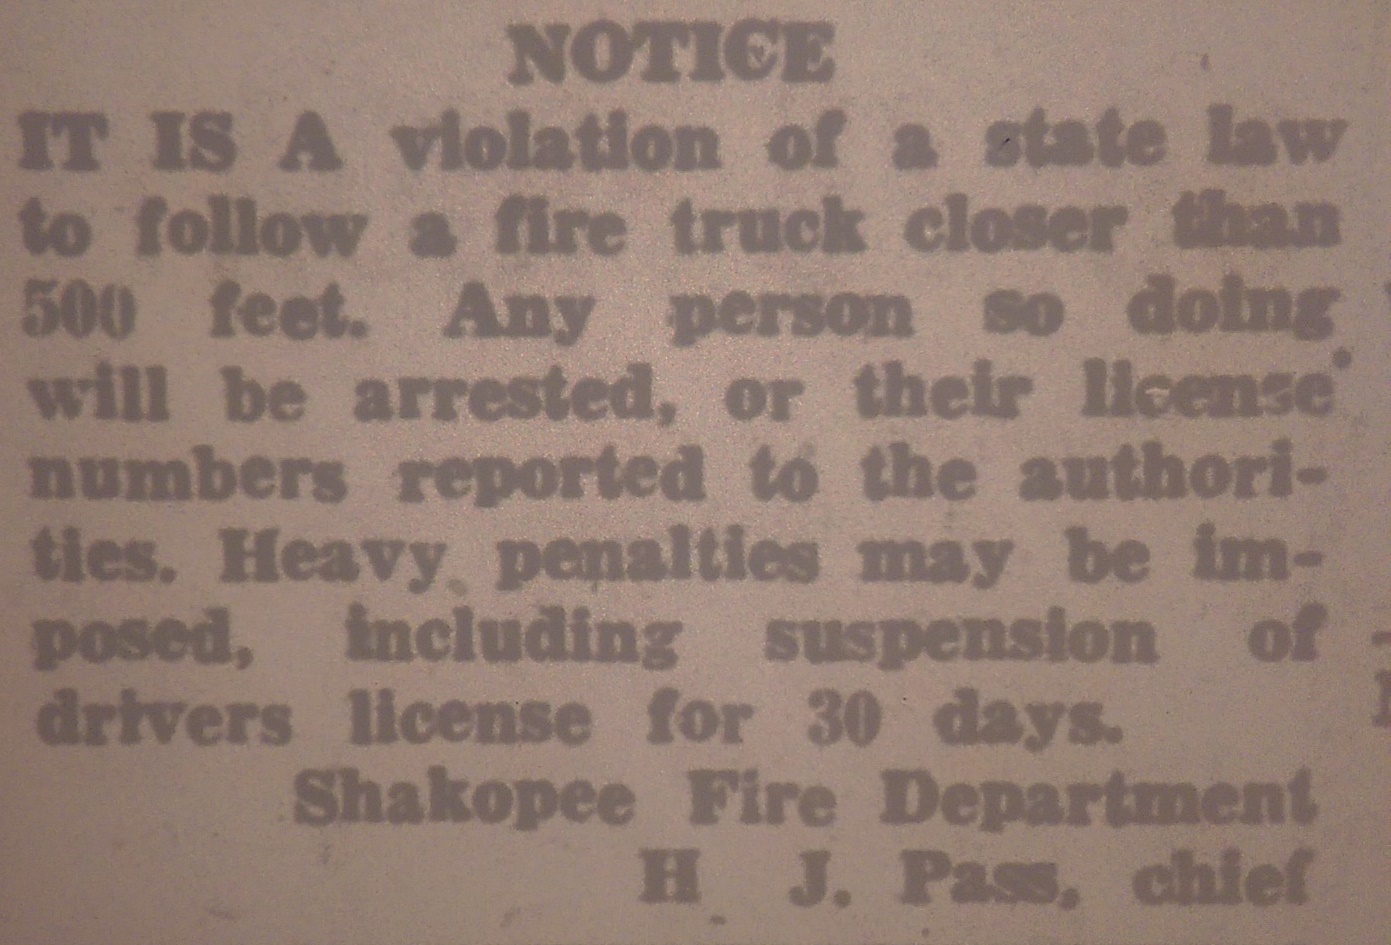 NOTICE
IT IS A violation of a state law
to follow a fire truck closer than
500 feet. Any person so doing
will be arrested, or their license
numbers reported to the authori-
ties. Heavy penalties may be im-
posed, including suspension of
drivers license for 30 days.
Shakopee Fire Department
H J. Pass, chief